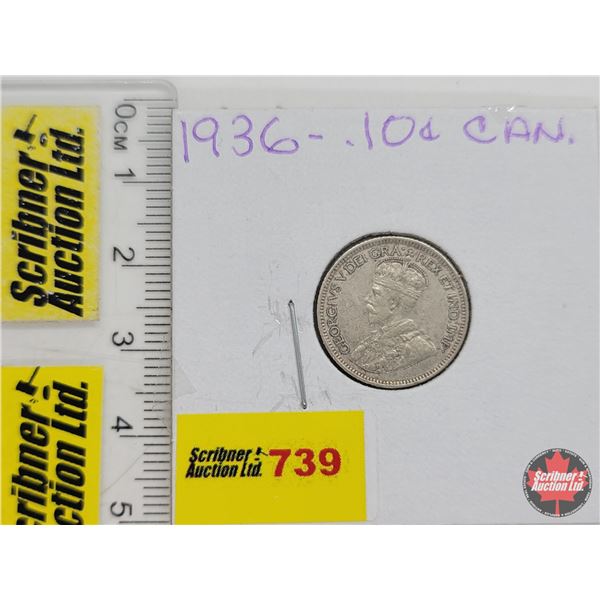 1936 - .10¢ CAN.
0CM 1 2 3 4 5
Scribner
Auction Ltd.
Scribner
Auction Ltd.
GEORGIVS V DEI GRA: REX ET IND: IMP:
Scribner
Auction Ltd. 739
Scribner
Auction Ltd.